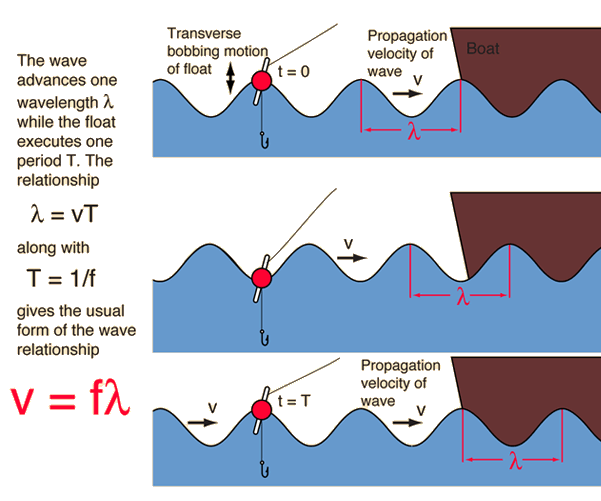 The wave
advances one
wavelength λ
while the float
executes one
period T. The
relationship
λ = vT
along with
T = 1/f
gives the usual
form of the wave
relationship
v = fλ
Transverse
bobbing motion
of float
t = 0
Propagation
velocity of
wave
v
Boat
λ
v
λ
v
t = T
Propagation
velocity of
wave
v
λ